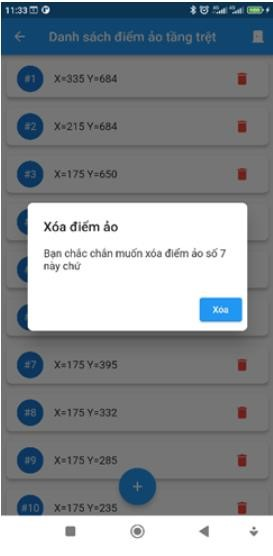 11:33
Danh sách điểm ảo tầng trệt
#1 X=335 Y=684
#2 X=215 Y=684
#3 X=175 Y=650
Xóa điểm ảo
Bạn chắc chắn muốn xóa điểm ảo số 7
này chứ
Xóa
#7 X=175 Y=395
#8 X=175 Y=332
#9 X=175 Y=285
+
#10 X=175 Y=235